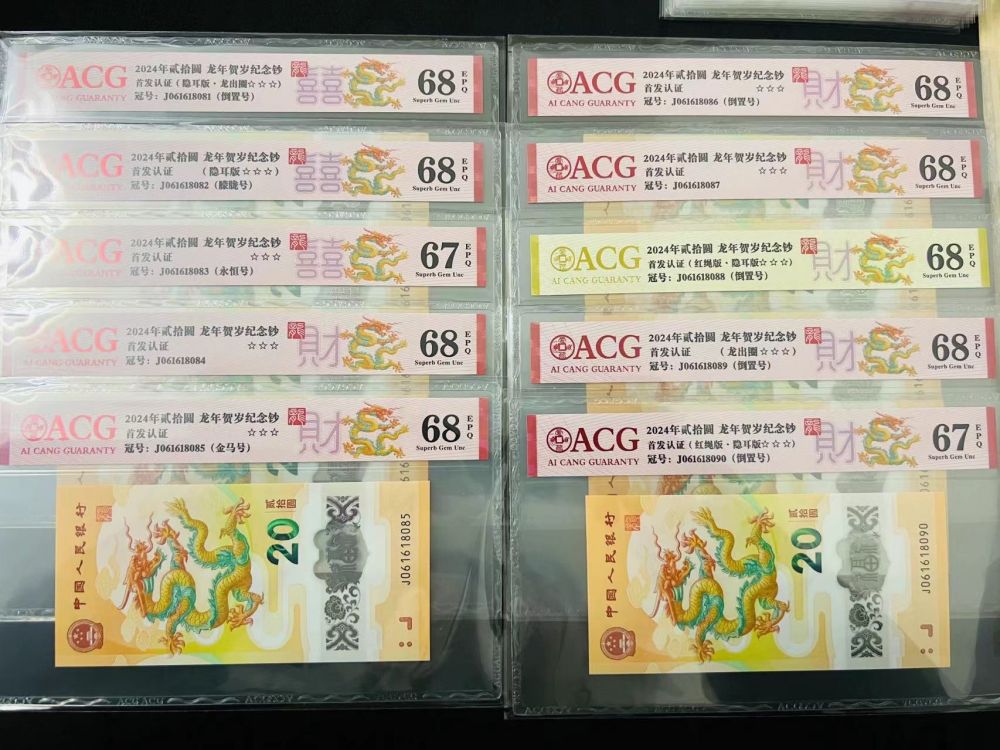 ACG
AI CANG GUARANTY
2024年贰拾圆 龙年贺岁纪念钞
首发认证(隐耳版·龙出圈☆☆☆)
冠号: J061618081 (倒置号)
龍
囍
68
EPQ
Superb Gem Unc
ACG
AI CANG GUARANTY
2024年贰拾圆 龙年贺岁纪念钞
首发认证 (隐耳版☆☆☆)
冠号: J061618082 (朦胧号)
龍
囍
68
EPQ
Superb Gem Unc
ACG
AI CANG GUARANTY
2024年贰拾圆 龙年贺岁纪念钞
首发认证 ☆☆☆
冠号: J061618083 (永恒号)
龍
囍
67
EPQ
Superb Gem Unc
ACG
AI CANG GUARANTY
2024年贰拾圆 龙年贺岁纪念钞
首发认证 ☆☆☆
冠号: J061618084
龍
財
68
EPQ
Superb Gem Unc
ACG
AI CANG GUARANTY
2024年贰拾圆 龙年贺岁纪念钞
首发认证 ☆☆☆
冠号: J061618085 (金马号)
龍
財
68
EPQ
Superb Gem Unc
中国人民银行
贰拾圆
20
J061618085
ACG
AI CANG GUARANTY
2024年贰拾圆 龙年贺岁纪念钞
首发认证 ☆☆☆
冠号: J061618086 (倒置号)
龍
財
68
EPQ
Superb Gem Unc
ACG
AI CANG GUARANTY
2024年贰拾圆 龙年贺岁纪念钞
首发认证 ☆☆☆
冠号: J061618087
龍
財
68
EPQ
Superb Gem Unc
ACG
AI CANG GUARANTY
2024年贰拾圆 龙年贺岁纪念钞
首发认证(红绳版·隐耳版☆☆☆)
冠号: J061618088 (倒置号)
龍
財
68
EPQ
Superb Gem Unc
ACG
AI CANG GUARANTY
2024年贰拾圆 龙年贺岁纪念钞
首发认证 (龙出圈☆☆☆)
冠号: J061618089 (倒置号)
龍
財
68
EPQ
Superb Gem Unc
ACG
AI CANG GUARANTY
2024年贰拾圆 龙年贺岁纪念钞
首发认证(红绳版·隐耳版☆☆☆)
冠号: J061618090 (倒置号)
龍
財
67
EPQ
Superb Gem Unc
中国人民银行
贰拾圆
20
J061618090